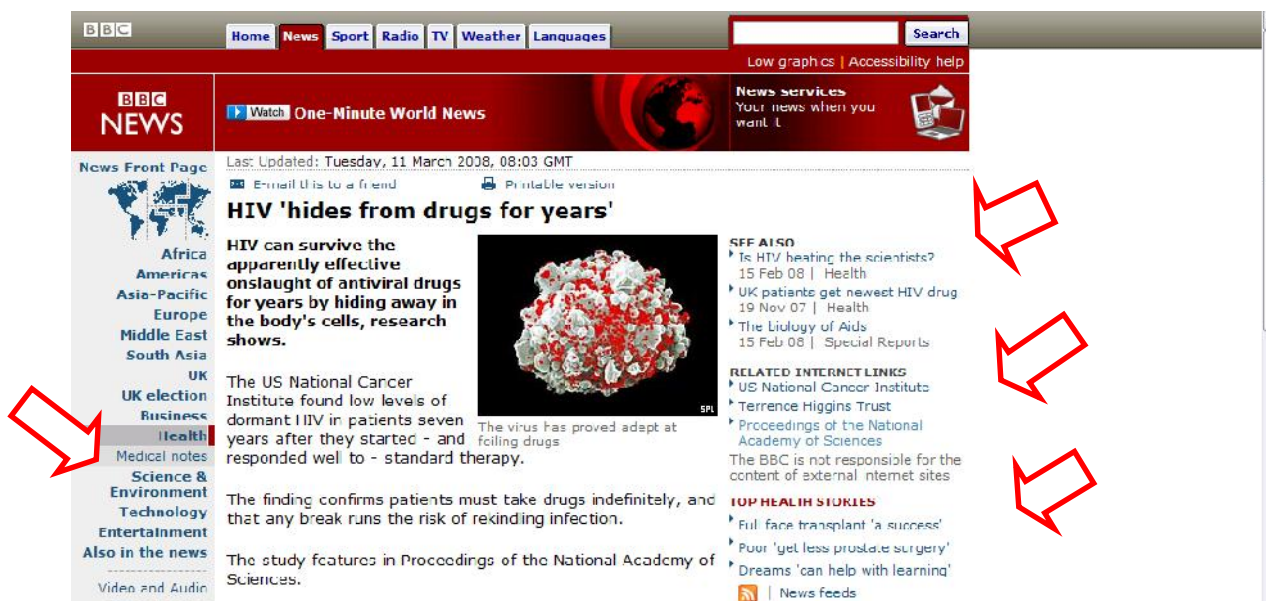 BBC
Home News Sport Radio TV Weather Languages
Search
Low graphics | Accessibility help
BBC
NEWS
Watch One-Minute World News
News services
Your news when you
want it
News Front Page
Africa
Americas
Asia-Pacific
Europe
Middle East
South Asia
UK
UK election
Business
Health
Medical notes
Science &
Environment
Technology
Entertainment
Also in the news
Video and Audio
Last Updated: Tuesday, 11 March 2008, 08:03 GMT
E-mail this to a friend
Printable version
HIV 'hides from drugs for years'
HIV can survive the
apparently effective
onslaught of antiviral drugs
for years by hiding away in
the body's cells, research
shows.
SPL
The virus has proved adept at
foiling drugs
The US National Cancer
Institute found low levels of
dormant HIV in patients seven
years after they started - and
responded well to - standard therapy.
The finding confirms patients must take drugs indefinitely, and
that any break runs the risk of rekindling infection.
The study features in Proceedings of the National Academy of
Sciences.
SEE ALSO
Is HIV beating the scientists?
15 Feb 08 | Health
UK patients get newest HIV drug
19 Nov 07 | Health
The biology of Aids
15 Feb 08 | Special Reports
RELATED INTERNET LINKS
US National Cancer Institute
Terrence Higgins Trust
Proceedings of the National
Academy of Sciences
The BBC is not responsible for the
content of external internet sites
TOP HEALTH STORIES
Full face transplant 'a success'
Poor 'get less prostate surgery'
Dreams 'can help with learning'
| News feeds